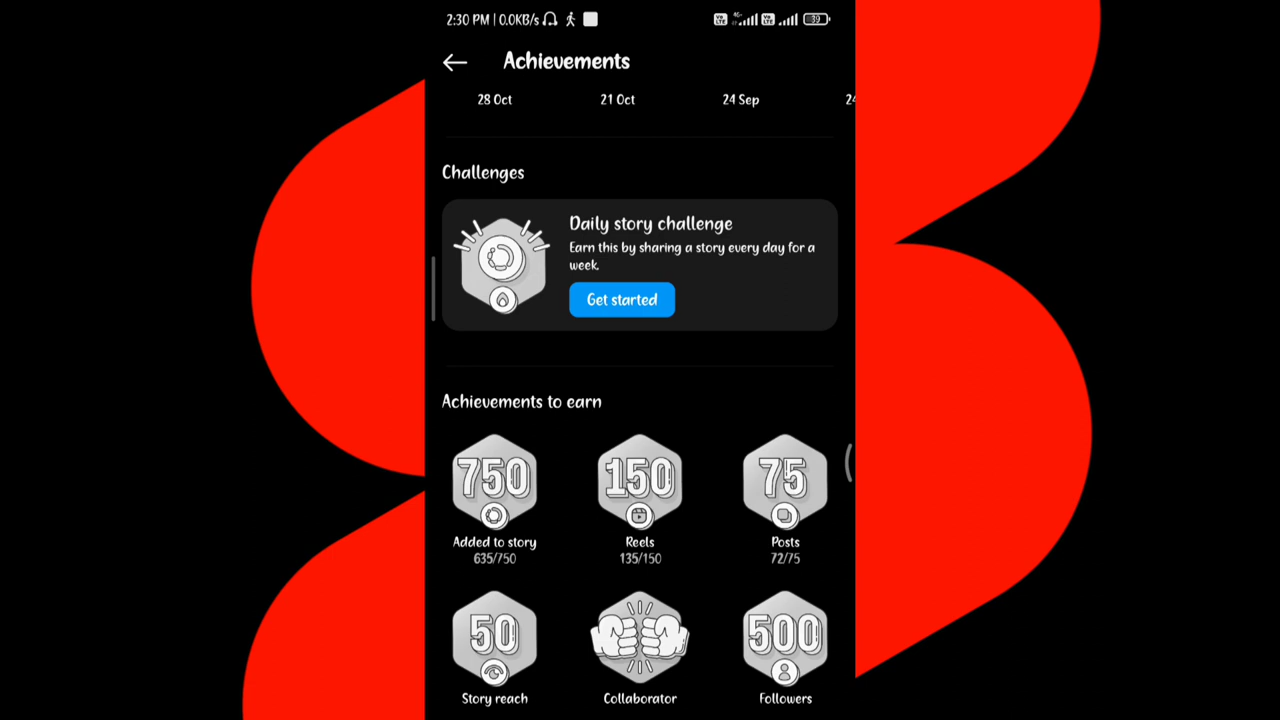 2:30 PM | 0.0KB/s 39
Achievements
28 Oct 21 Oct 24 Sep 24
Challenges
Daily story challenge
Earn this by sharing a story every day for a
week.
Get started
Achievements to earn
750 150 75
Added to story Reels Posts
635/750 135/150 72/75
50 500
Story reach Collaborator Followers